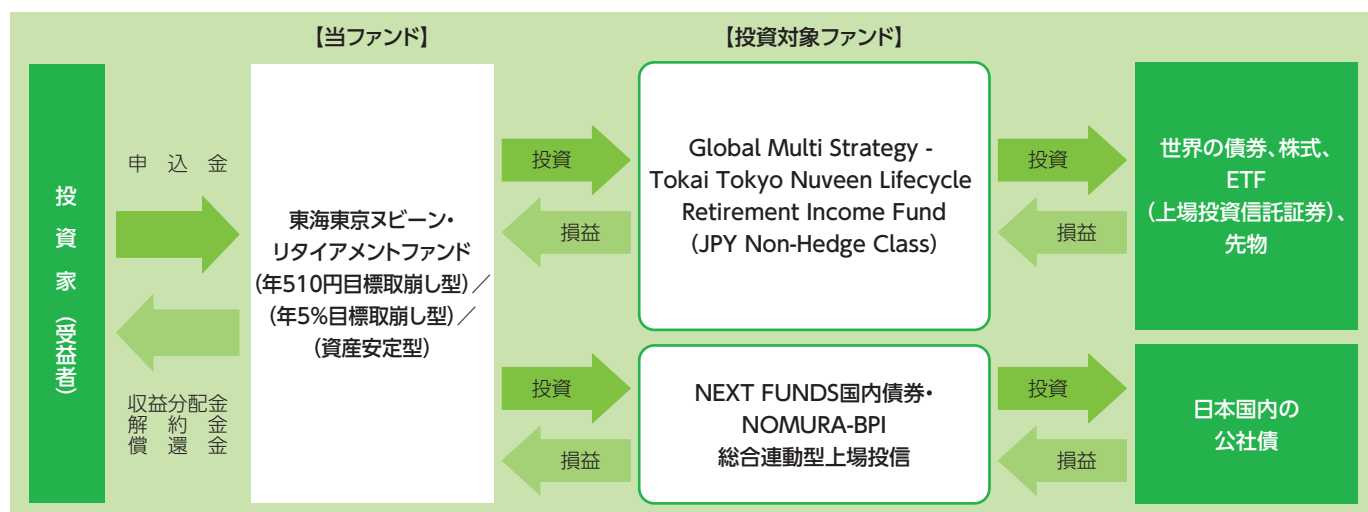 【当ファンド】
【投資対象ファンド】
投資家(受益者)
申込金
収益分配金
解約金
償還金
東海東京ヌビーン・
リタイアメントファンド
(年510円目標取崩し型)/
(年5%目標取崩し型)/
(資産安定型)
投資
損益
Global Multi Strategy -
Tokai Tokyo Nuveen Lifecycle
Retirement Income Fund
(JPY Non-Hedge Class)
投資
損益
世界の債券、株式、
ETF
(上場投資信託証券)、
先物
投資
損益
NEXT FUNDS国内債券・
NOMURA-BPI
総合連動型上場投信
投資
損益
日本国内の
公社債